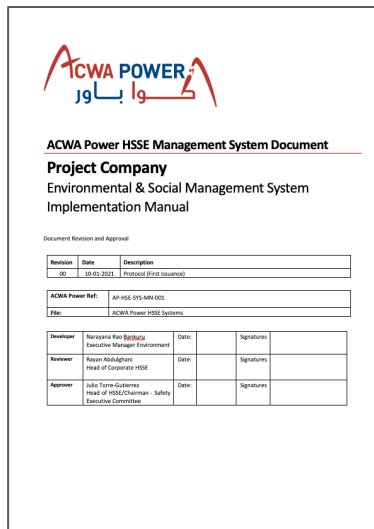 ACWA POWER
أكوا باور
ACWA Power HSSE Management System Document
Project Company
Environmental & Social Management System
Implementation Manual
Document Revision and Approval
Revision Date Description
00 10-01-2021 Protocol (First Issuance)
ACWA Power Ref: AP-HSE-SYS-MN-001
File: ACWA Power HSSE Systems
Developer Narayana Rao Bankuru Date: Signatures
Executive Manager Environment
Reviewer Rayan Abdulghani Date: Signatures
Head of Corporate HSSE
Approver Julio Torre-Gutierrez Date: Signatures
Head of HSSE/Chairman - Safety
Executive Committee